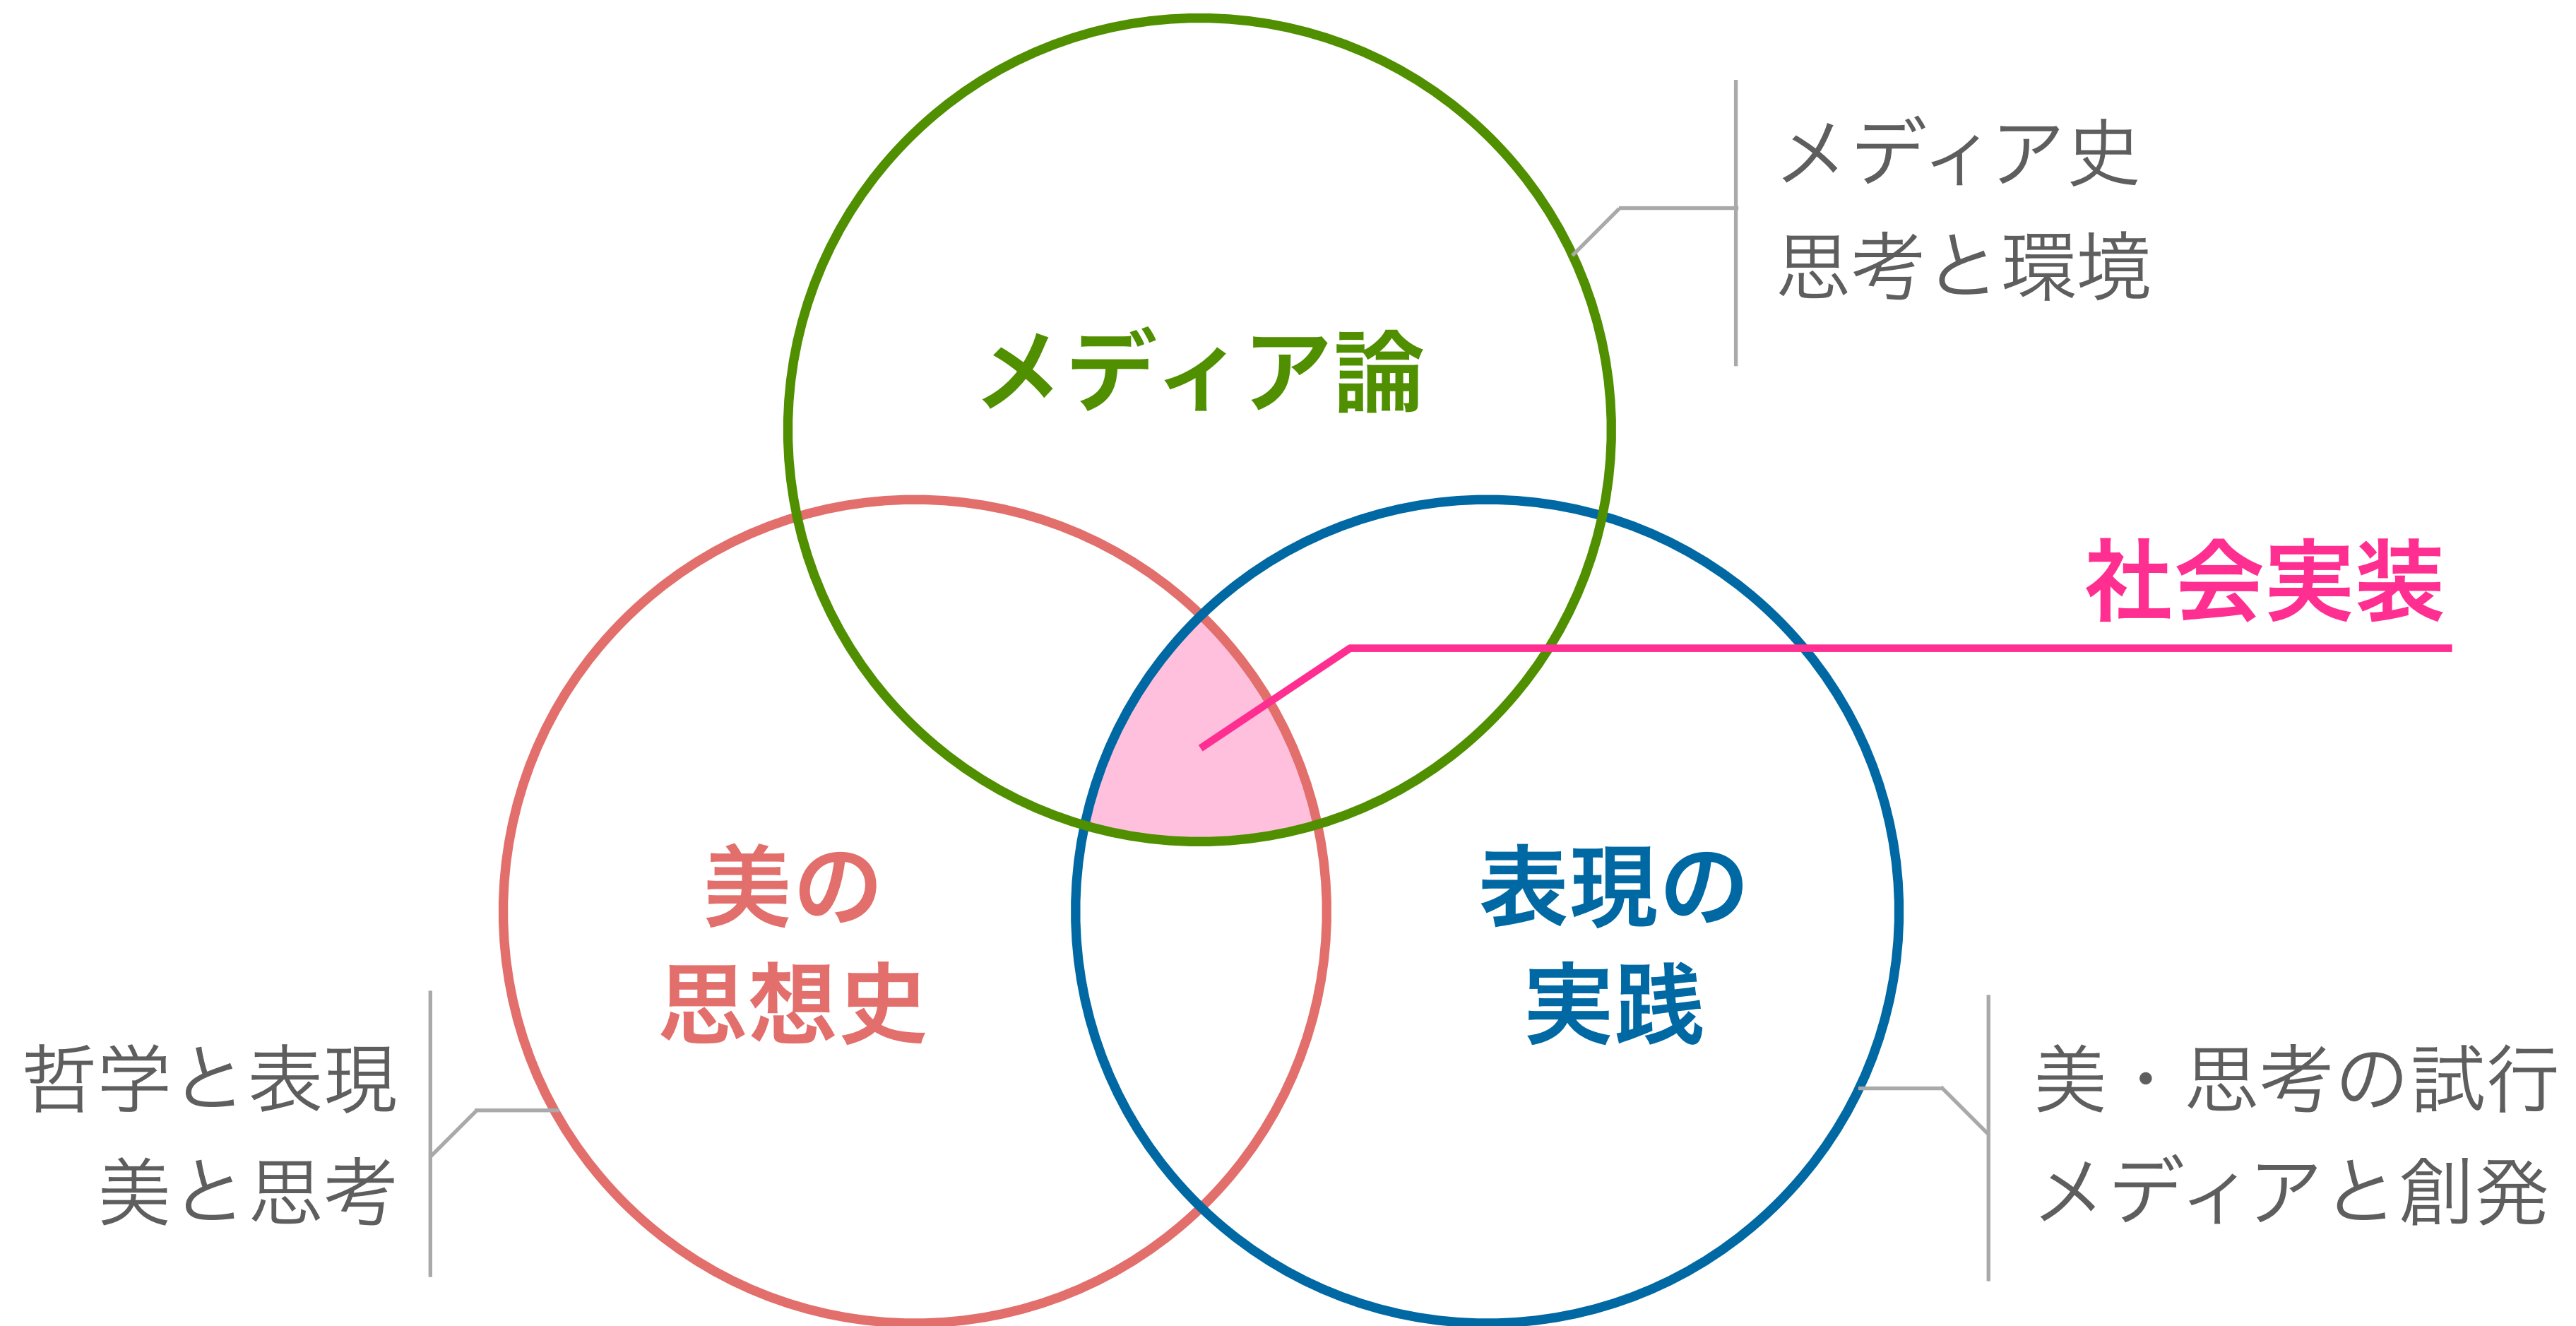 メディア史
思考と環境
メディア論
社会実装
美の
思想史
表現の
実践
哲学と表現
美と思考
美・思考の試行
メディアと創発